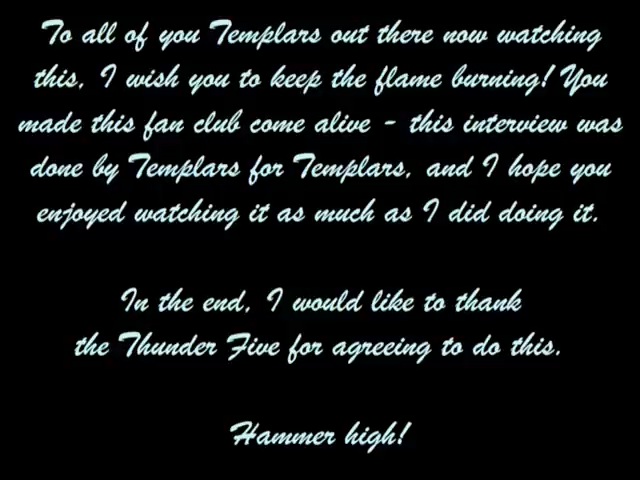 To all of you Templars out there now watching
this, I wish you to keep the flame burning! You
made this fan club come alive - this interview was
done by Templars for Templars, and I hope you
enjoyed watching it as much as I did doing it.
In the end, I would like to thank
the Thunder Five for agreeing to do this.
Hammer high!